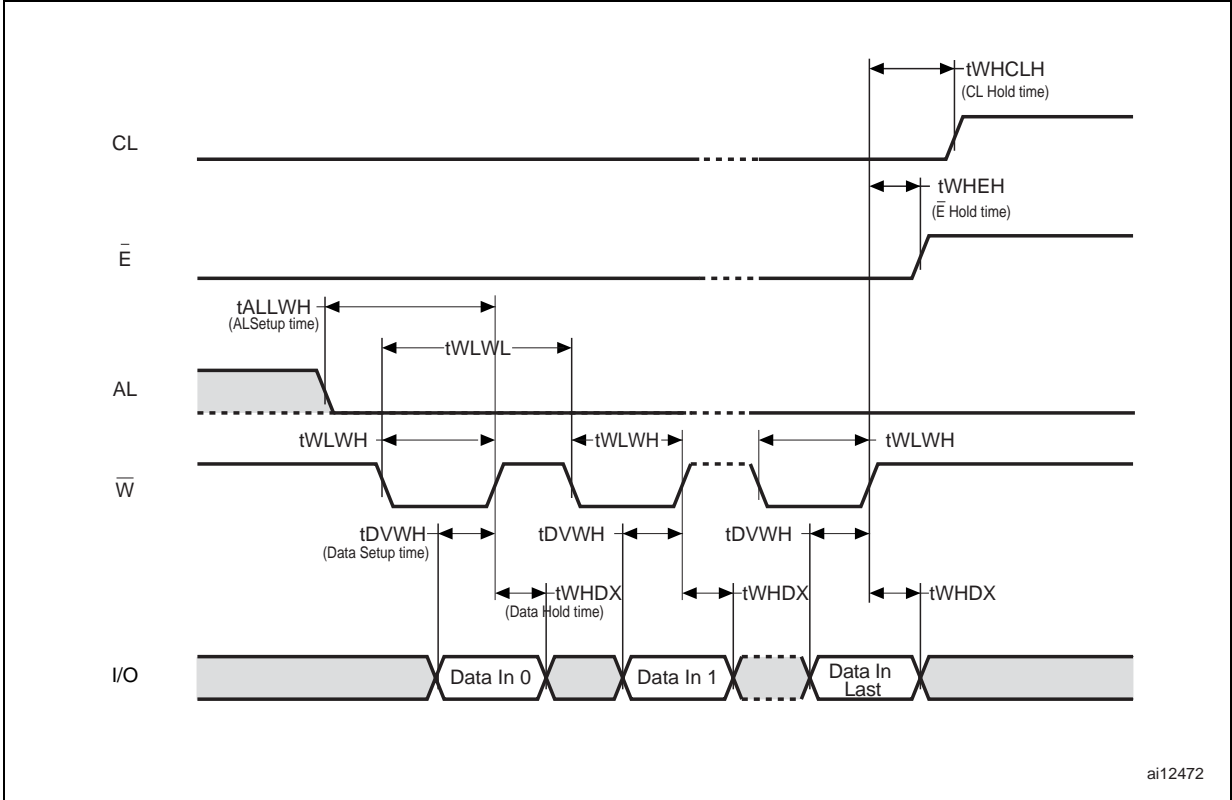 tWHCLH
(CL Hold time)
CL
tWHEH
(E̅ Hold time)
E̅
tALLWH
(ALSetup time)
tWLWL
AL
tWLWH
tWLWH
tWLWH
W̅
tDVWH
(Data Setup time)
tDVWH
tDVWH
tWHDX
(Data Hold time)
tWHDX
tWHDX
I/O
Data In 0
Data In 1
Data In
Last
ai12472